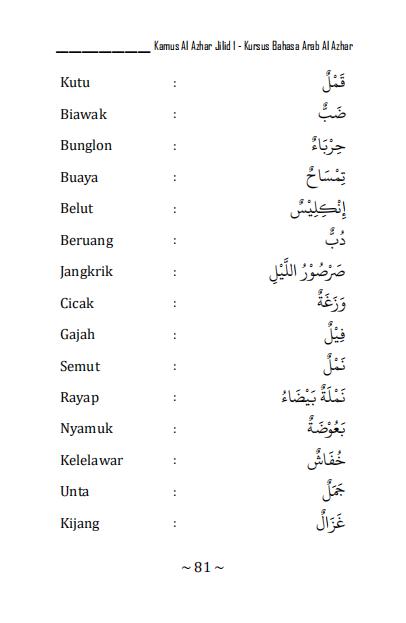 Kamus Al Azhar Jilid I - Kursus Bahasa Arab Al Azhar
Kutu : قَمْلٌ
Biawak : ضَبٌّ
Bunglon : حِرْبَاءٌ
Buaya : تِمْسَاحٌ
Belut : إِنْكِلِيْسٌ
Beruang : دُبٌّ
Jangkrik : صَرْصُوْرُ اللَّيْلِ
Cicak : وَزَغَةٌ
Gajah : فِيْلٌ
Semut : نَمْلٌ
Rayap : نَمْلَةٌ بَيْضَاءُ
Nyamuk : بَعُوْضَةٌ
Kelelawar : خُفَاشٌ
Unta : جَمَلٌ
Kijang : غَزَالٌ
~ 81 ~